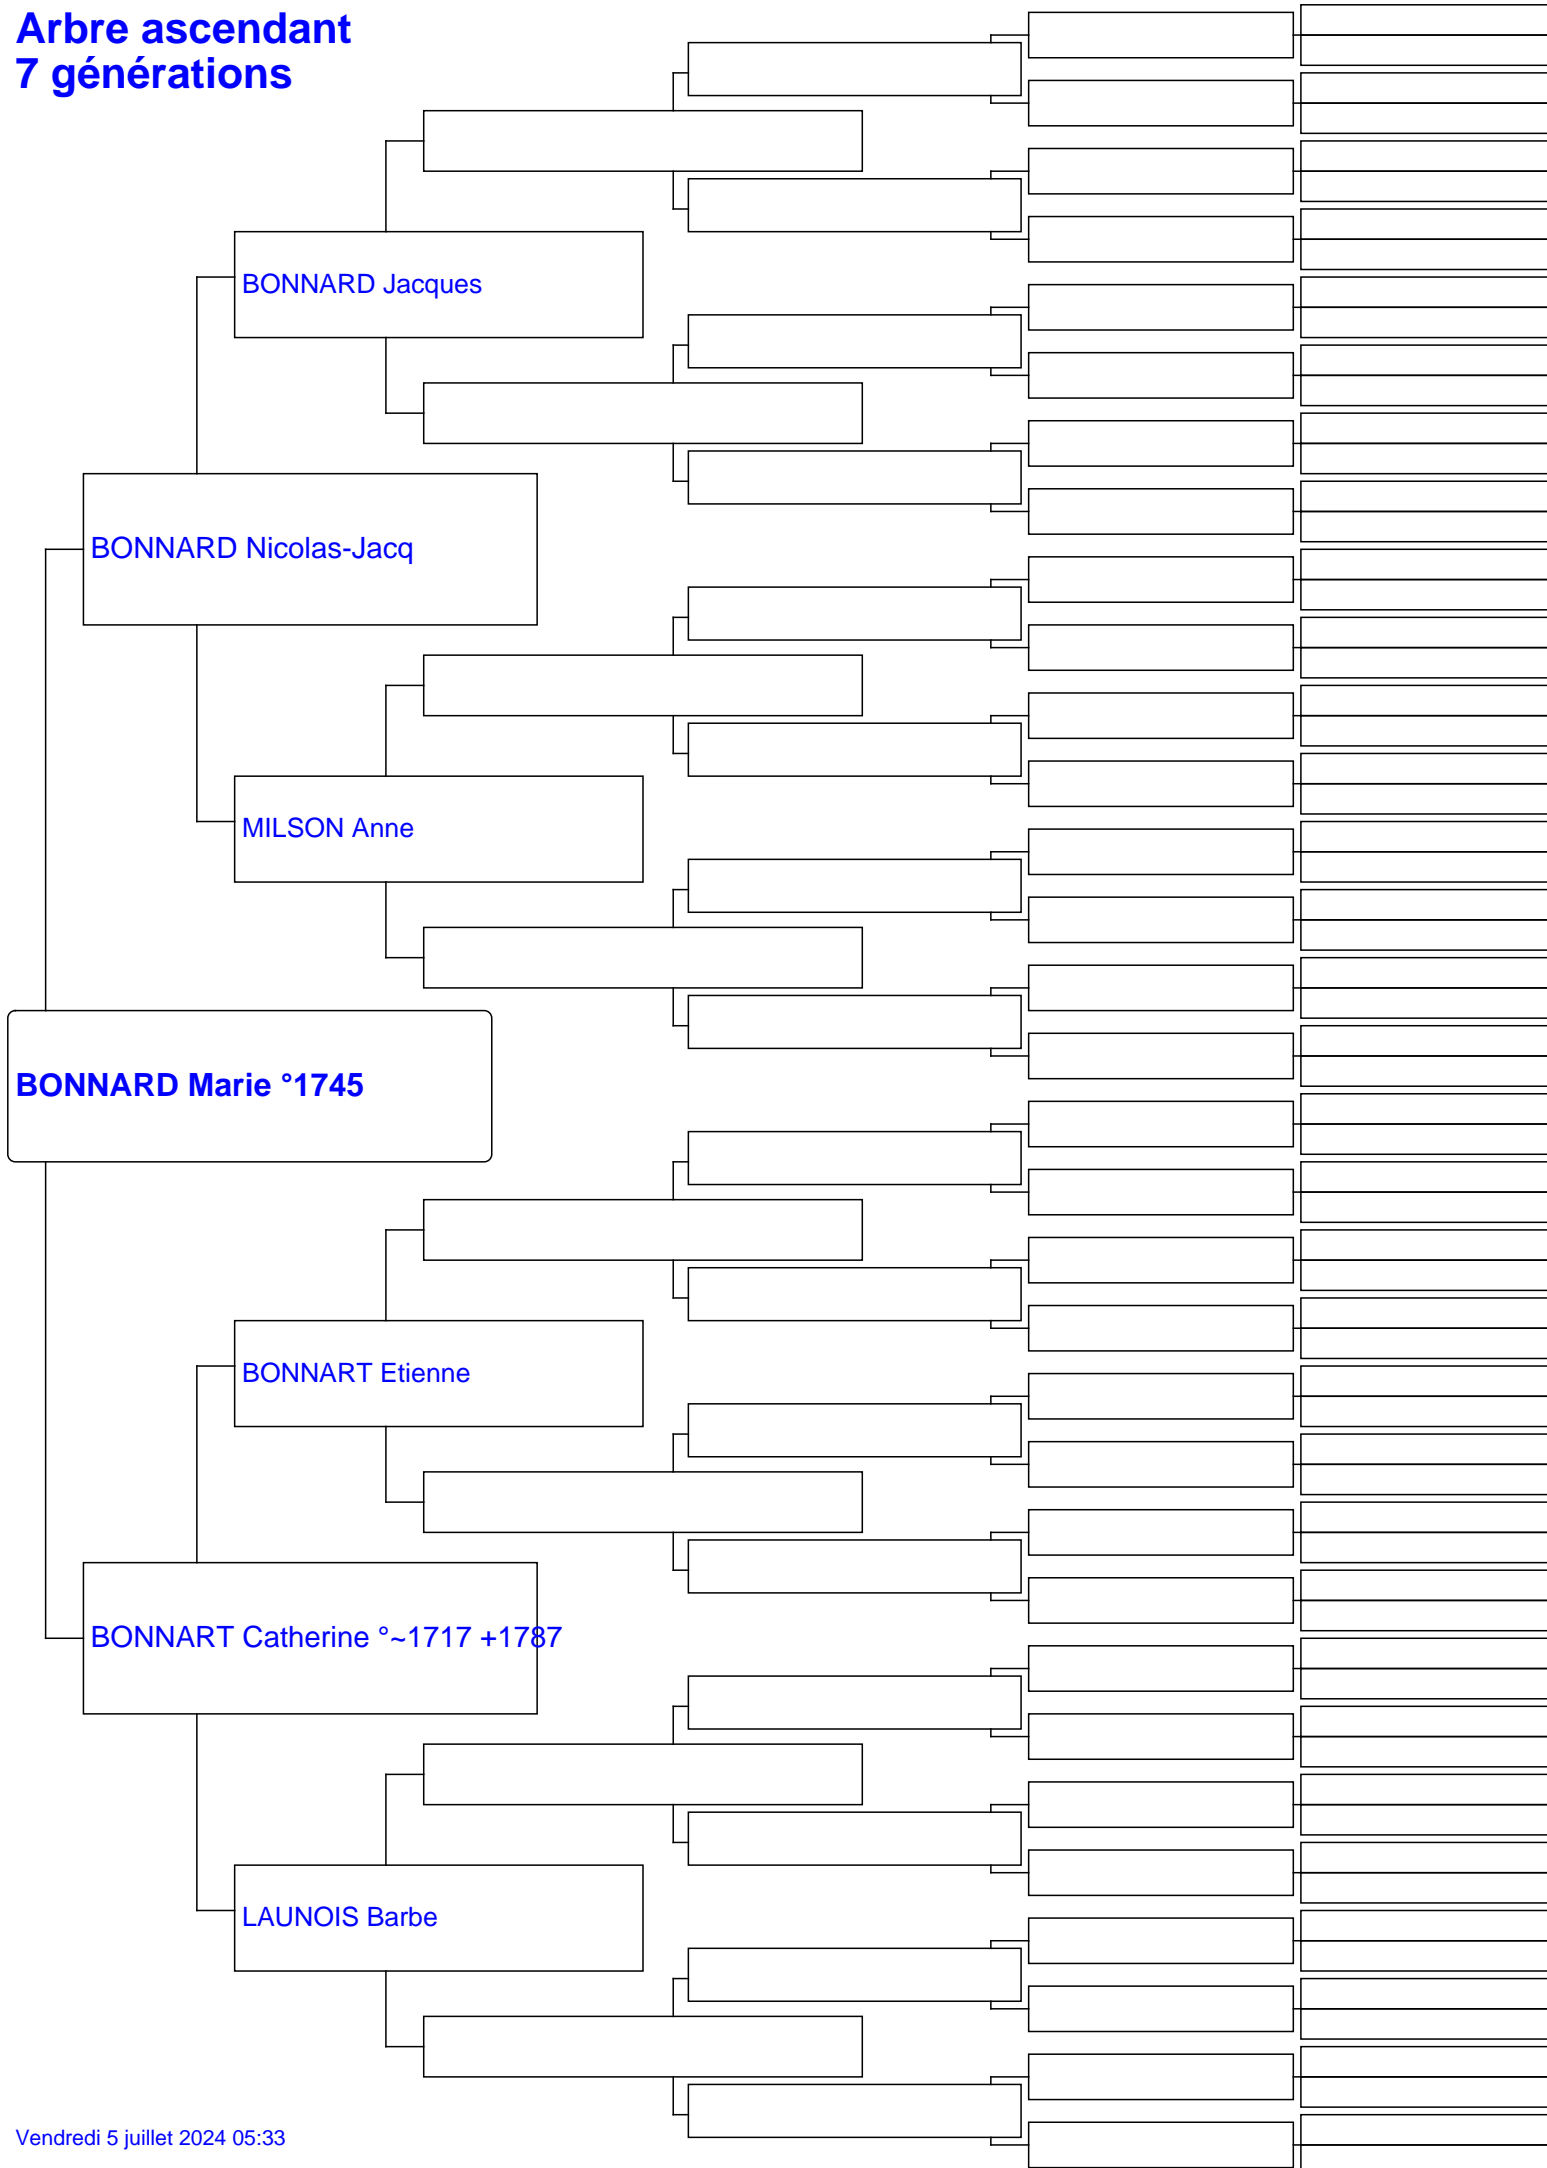 Arbre ascendant
7 générations
BONNARD Jacques
BONNARD Nicolas-Jacq
MILSON Anne
BONNARD Marie °1745
BONNART Etienne
BONNART Catherine °~1717 +1787
LAUNOIS Barbe
Vendredi 5 juillet 2024 05:33